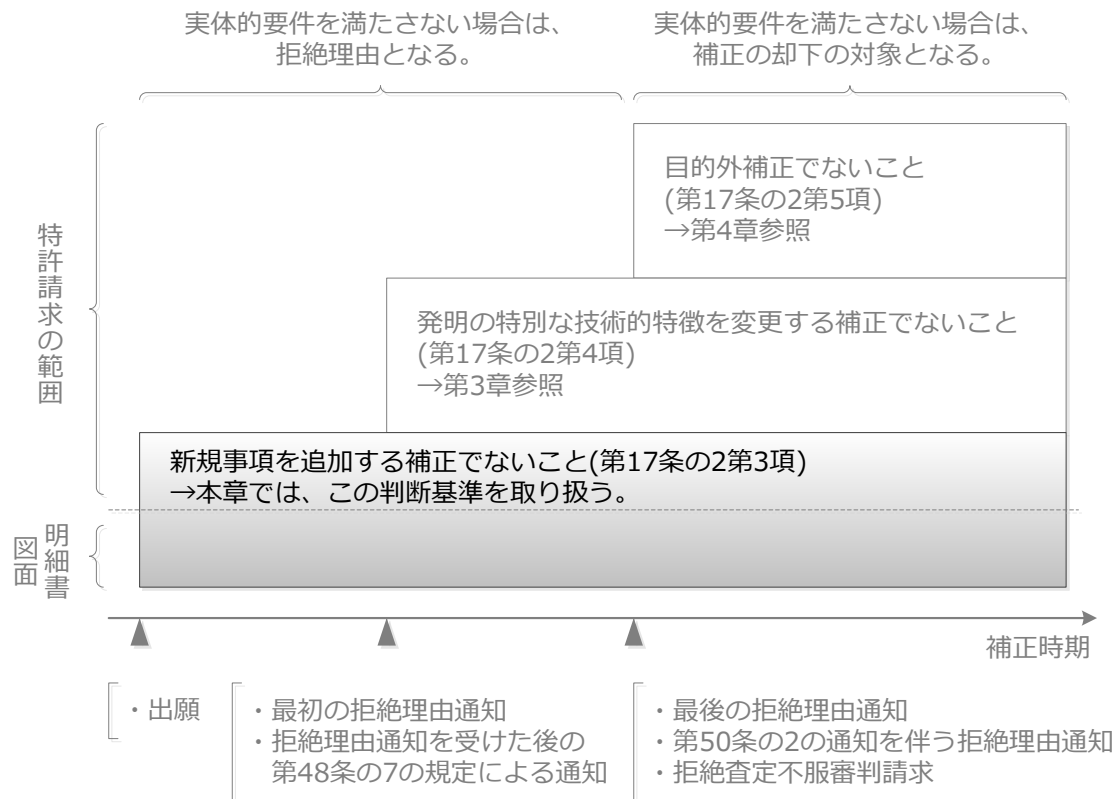 実体的要件を満たさない場合は、
拒絶理由となる。
実体的要件を満たさない場合は、
補正の却下の対象となる。
特許請求の範囲
目的外補正でないこと
(第17条の2第5項)
→第4章参照
発明の特別な技術的特徴を変更する補正でないこと
(第17条の2第4項)
→第3章参照
新規事項を追加する補正でないこと(第17条の2第3項)
→本章では、この判断基準を取り扱う。
明細書
図面
補正時期
・出願
・最初の拒絶理由通知
・拒絶理由通知を受けた後の
第48条の7の規定による通知
・最後の拒絶理由通知
・第50条の2の通知を伴う拒絶理由通知
・拒絶査定不服審判請求